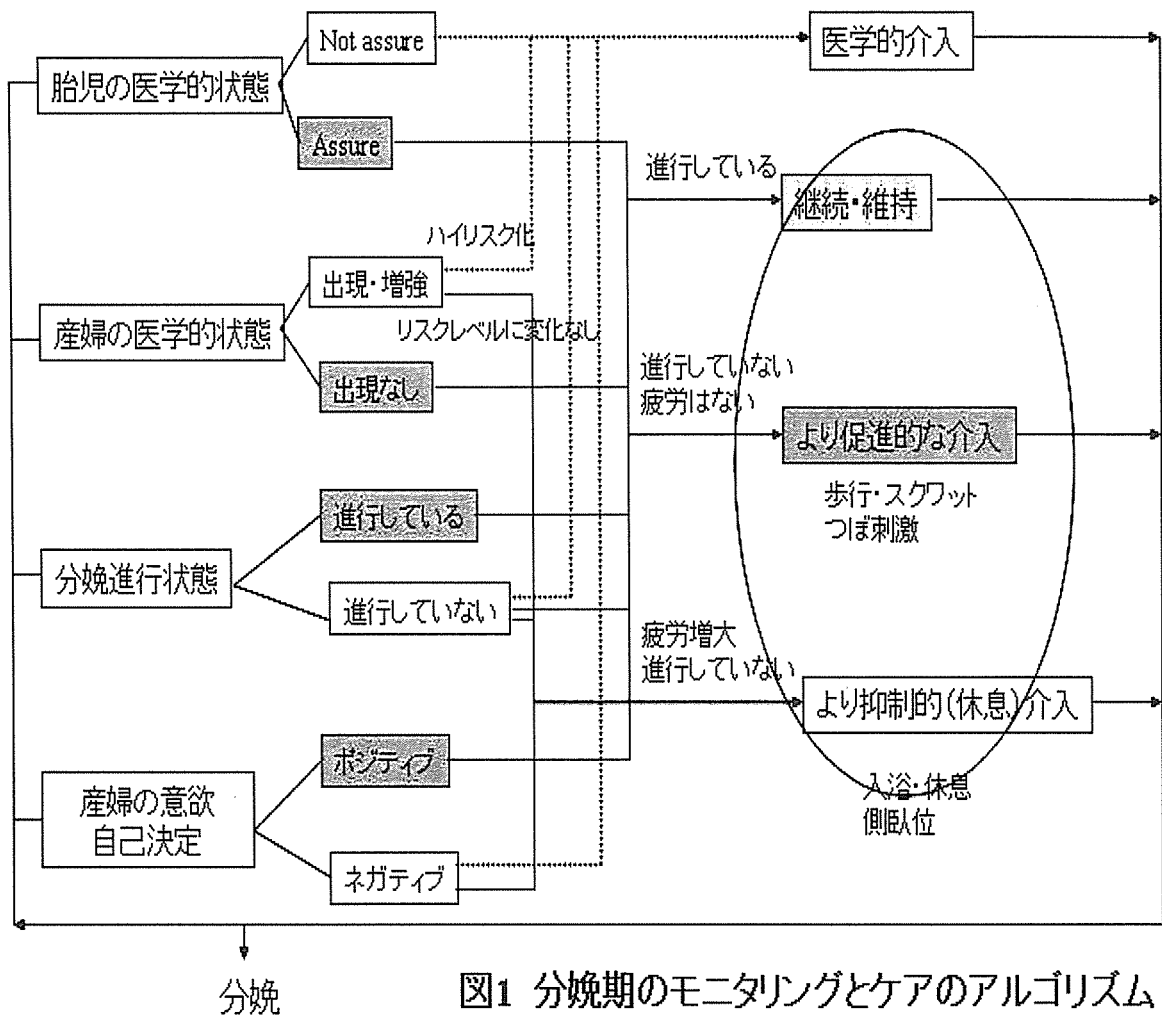 Not assure
医学的介入
胎児の医学的状態
Assure
進行している
継続・維持
ハイリスク化
出現・増強
産婦の医学的状態
リスクレベルに変化なし
出現なし
進行していない
疲労はない
より促進的な介入
歩行・スクワット
つぼ刺激
進行している
分娩進行状態
進行していない
疲労増大
進行していない
より抑制的(休息)介入
ポジティブ
産婦の意欲
自己決定
入浴・休息
側臥位
ネガティブ
分娩
図1 分娩期のモニタリングとケアのアルゴリズム